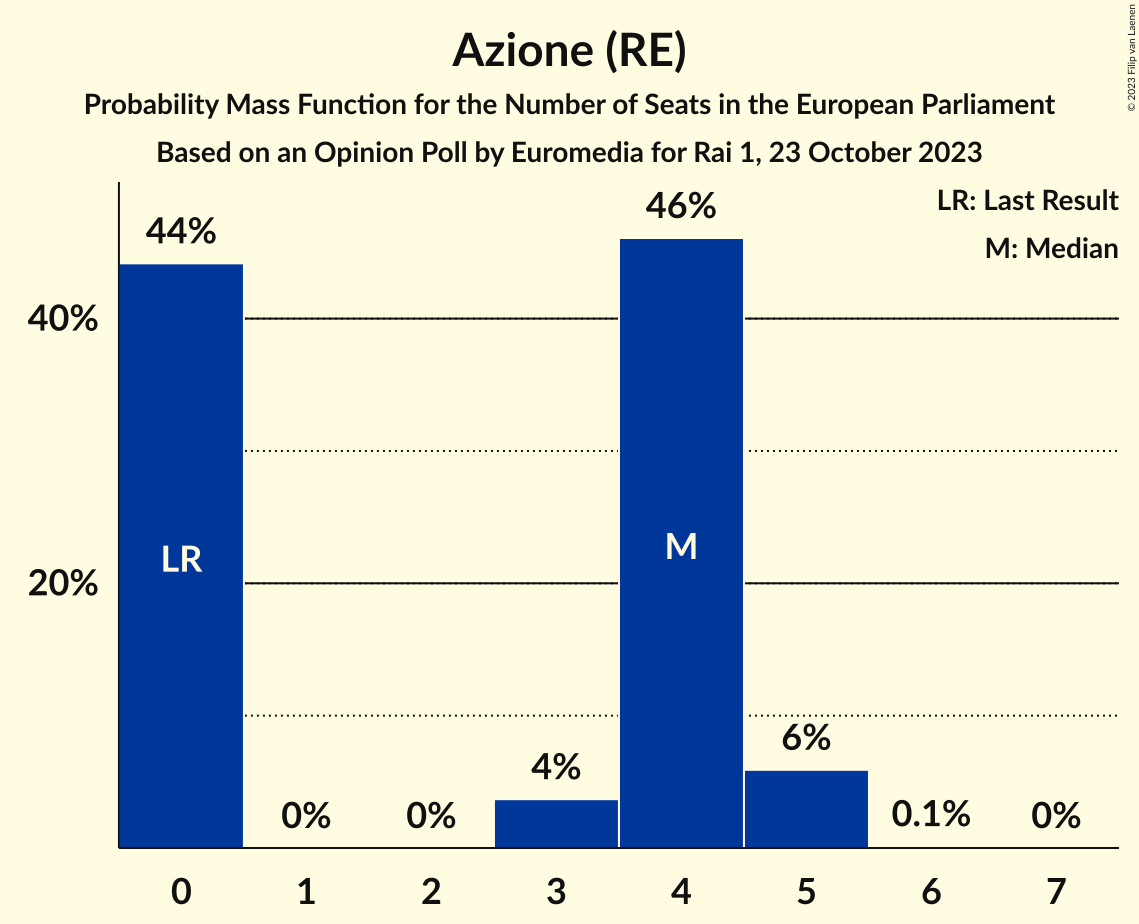 Azione (RE)
Probability Mass Function for the Number of Seats in the European Parliament
Based on an Opinion Poll by Euromedia for Rai 1, 23 October 2023
© 2023 Filip van Laenen
LR: Last Result
M: Median
44%
46%
40%
LR
M
20%
6%
4%
0%
0%
0.1%
0%
0 1 2 3 4 5 6 7